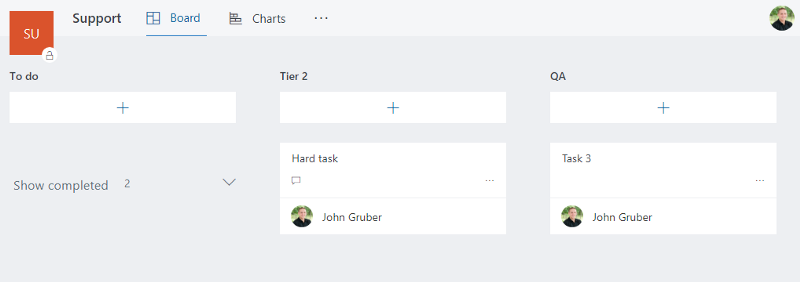 SU
Support
Board
Charts
To do
Tier 2
QA
Show completed 2
Hard task
John Gruber
Task 3
John Gruber